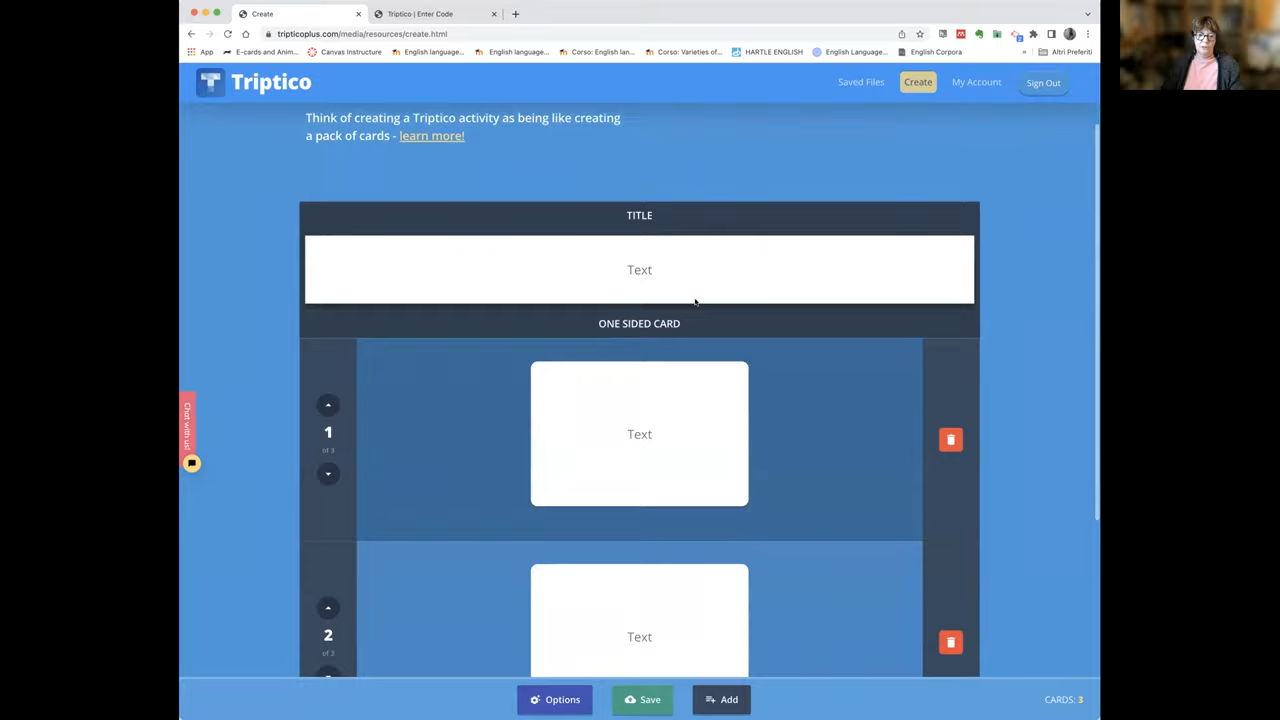 Create
Triptico | Enter Code
tripticoplus.com/media/resources/create.html
App
E-cards and Anim...
Canvas Instructure
English language...
English language...
Corso: English lan...
Corso: Varieties of...
HARTLE ENGLISH
English Language...
English Corpora
»
Altri Preferiti
T
Triptico
Saved Files
Create
My Account
Sign Out
Think of creating a Triptico activity as being like creating
a pack of cards - learn more!
TITLE
Text
ONE SIDED CARD
1
of 3
Text
Chat with us!
2
of 3
Text
Options
Save
Add
CARDS: 3